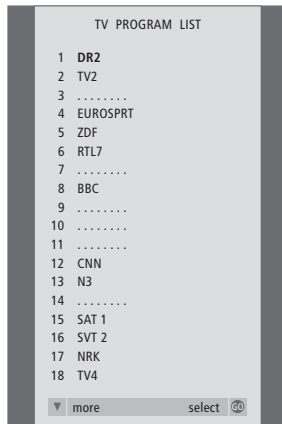 TV PROGRAM LIST
1 DR2
2 TV2
3 ........
4 EUROSPRT
5 ZDF
6 RTL7
7 ........
8 BBC
9 ........
10 ........
11 ........
12 CNN
13 N3
14 ........
15 SAT 1
16 SVT 2
17 NRK
18 TV4
▼ more select GO